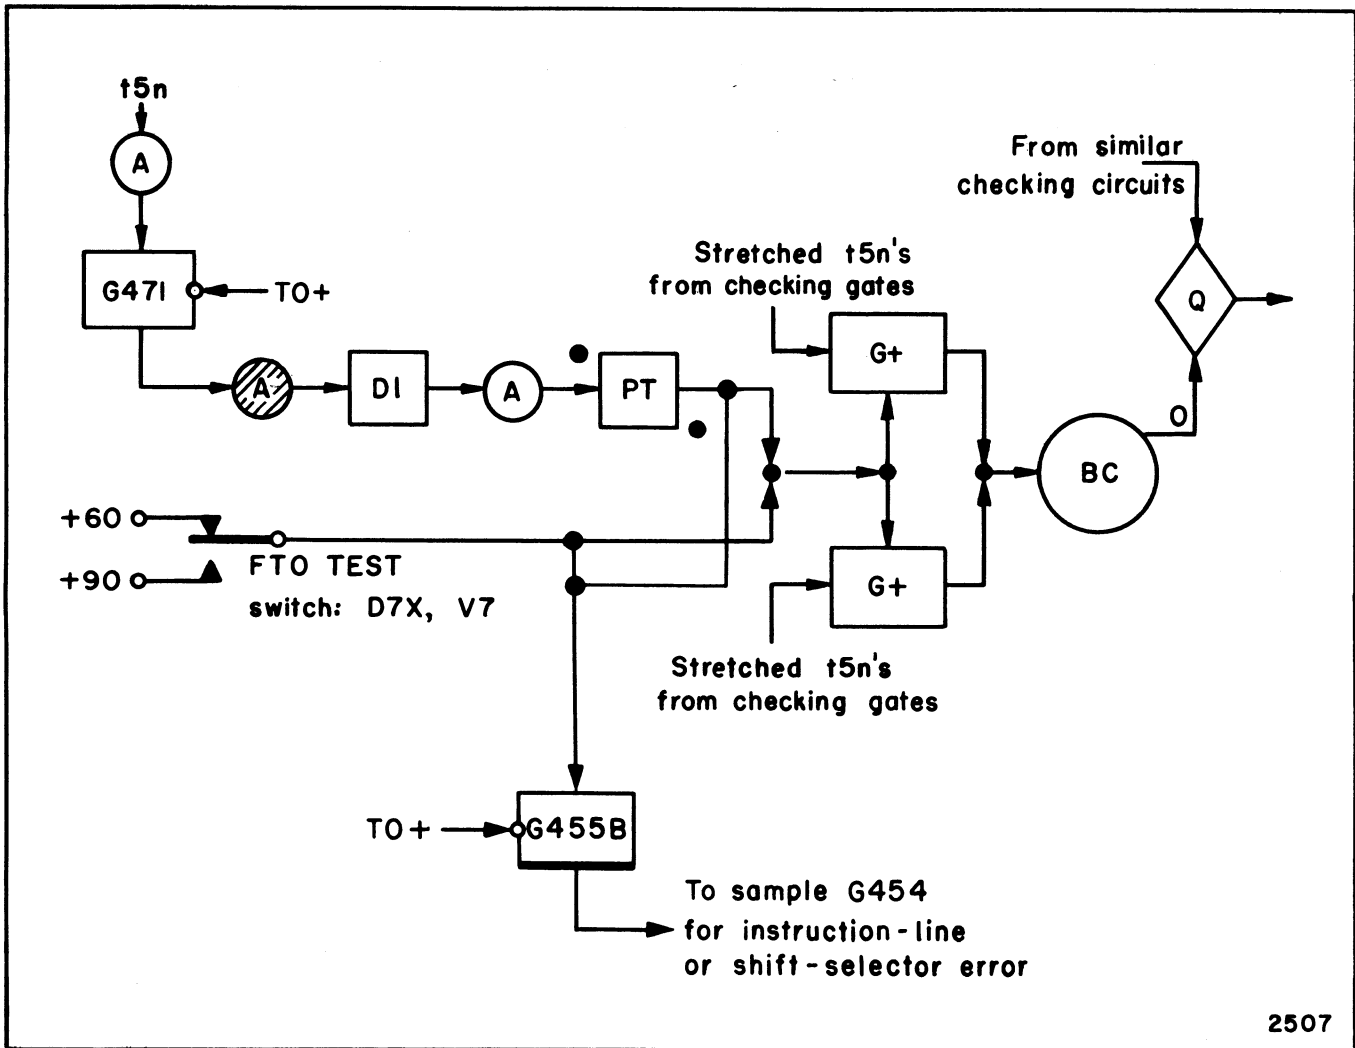 t5n
A
From similar
checking circuits
Stretched t5n's
from checking gates
G471
TO+
Q
G+
A
D1
A
PT
O
BC
+60
FTO TEST
+90
switch: D7X, V7
G+
Stretched t5n's
from checking gates
TO+
G455B
To sample G454
for instruction-line
or shift-selector error
2507